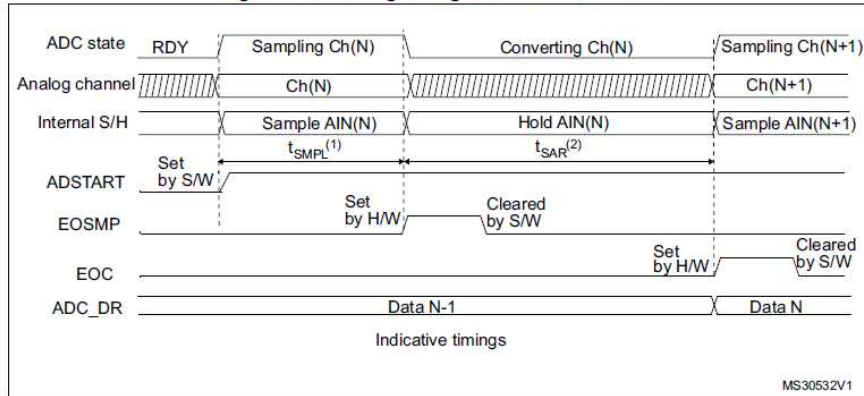 ADC state RDY Sampling Ch(N) Converting Ch(N) Sampling Ch(N+1)
Analog channel Ch(N) Ch(N+1)
Internal S/H Sample AIN(N) Hold AIN(N) Sample AIN(N+1)
tSMPL(1) tSAR(2)
Set
by S/W
ADSTART
Set
by H/W
Cleared
by S/W
EOSMP
Set
by H/W
Cleared
by S/W
EOC
ADC_DR Data N-1 Data N
Indicative timings
MS30532V1